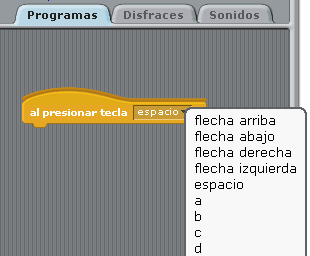 Programas Disfraces Sonidos
al presionar tecla espacio
flecha arriba
flecha abajo
flecha derecha
flecha izquierda
espacio
a
b
c
d